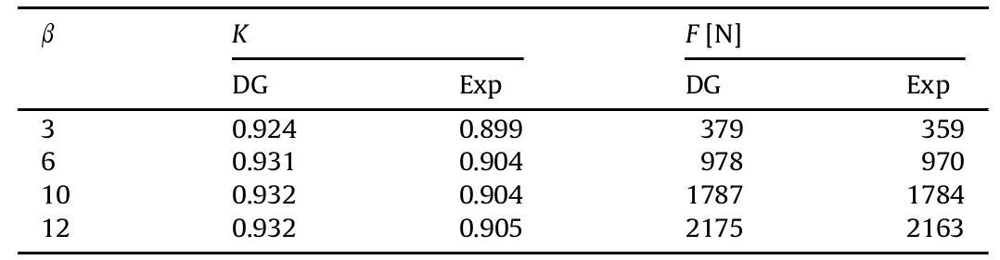 β K F [N]
DG Exp DG Exp
3 0.924 0.899 379 359
6 0.931 0.904 978 970
10 0.932 0.904 1787 1784
12 0.932 0.905 2175 2163